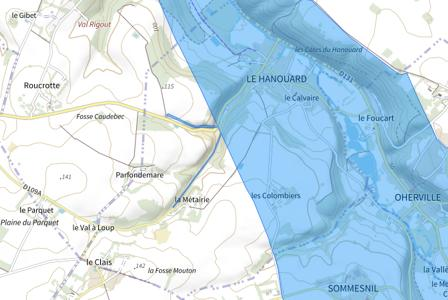 le Gibet
Val Rigout
les Côtes du Hanouard
LE HANOUARD
115
Roucrotte
le Calvaire
Fosse Caudebec
le Foucart
Parfondemare
141
D109A
la Métairie
les Colombiers
OHERVILLE
le Parquet
Plaine du Parquet
le Val à Loup
le Clais
142
la Fosse Mouton
la Vallé
SOMMESNIL